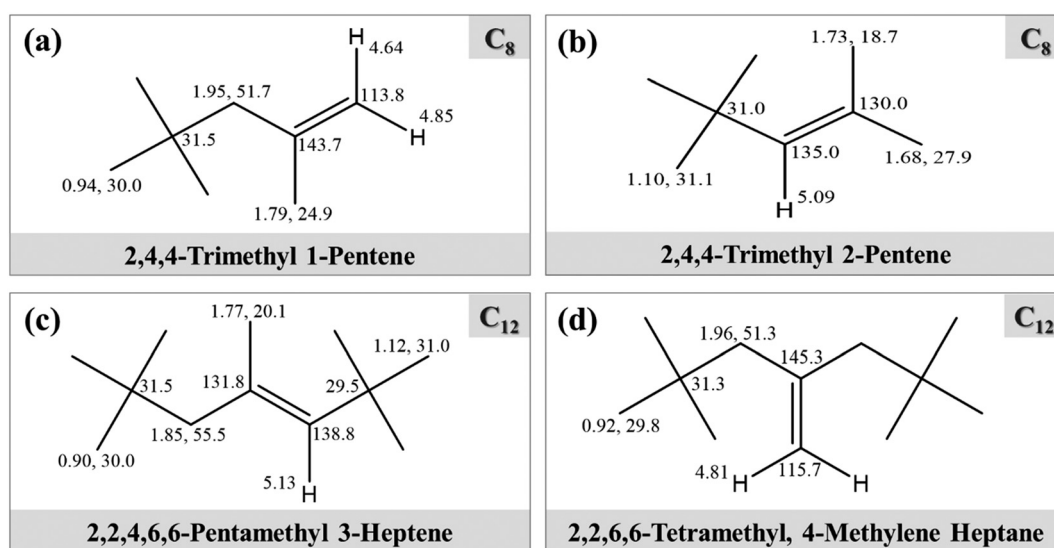 (a)
C8
H
4.64
1.95, 51.7
113.8
4.85
H
31.5
143.7
0.94, 30.0
1.79, 24.9
2,4,4-Trimethyl 1-Pentene
(b)
C8
1.73, 18.7
31.0
130.0
135.0
1.68, 27.9
1.10, 31.1
5.09
H
2,4,4-Trimethyl 2-Pentene
(c)
C12
1.77, 20.1
1.12, 31.0
131.8
29.5
31.5
1.85, 55.5
138.8
0.90, 30.0
5.13
H
2,2,4,6,6-Pentamethyl 3-Heptene
(d)
C12
1.96, 51.3
145.3
31.3
0.92, 29.8
4.81
H
115.7
H
2,2,6,6-Tetramethyl, 4-Methylene Heptane